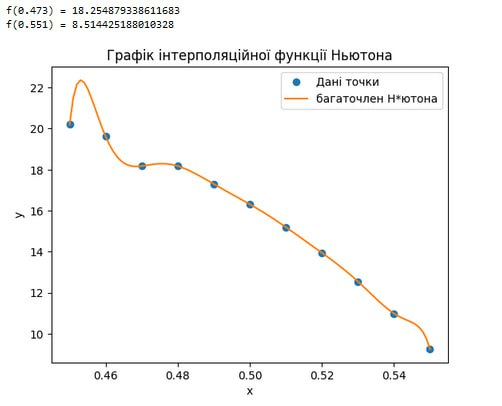 f(0.473) = 18.254879338611683
f(0.551) = 8.514425188010328
Графік інтерполяційної функції Ньютона
22
20
18
16
14
12
10
y
Дані точки
багаточлен Н*ютона
0.46
0.48
0.50
0.52
0.54
x